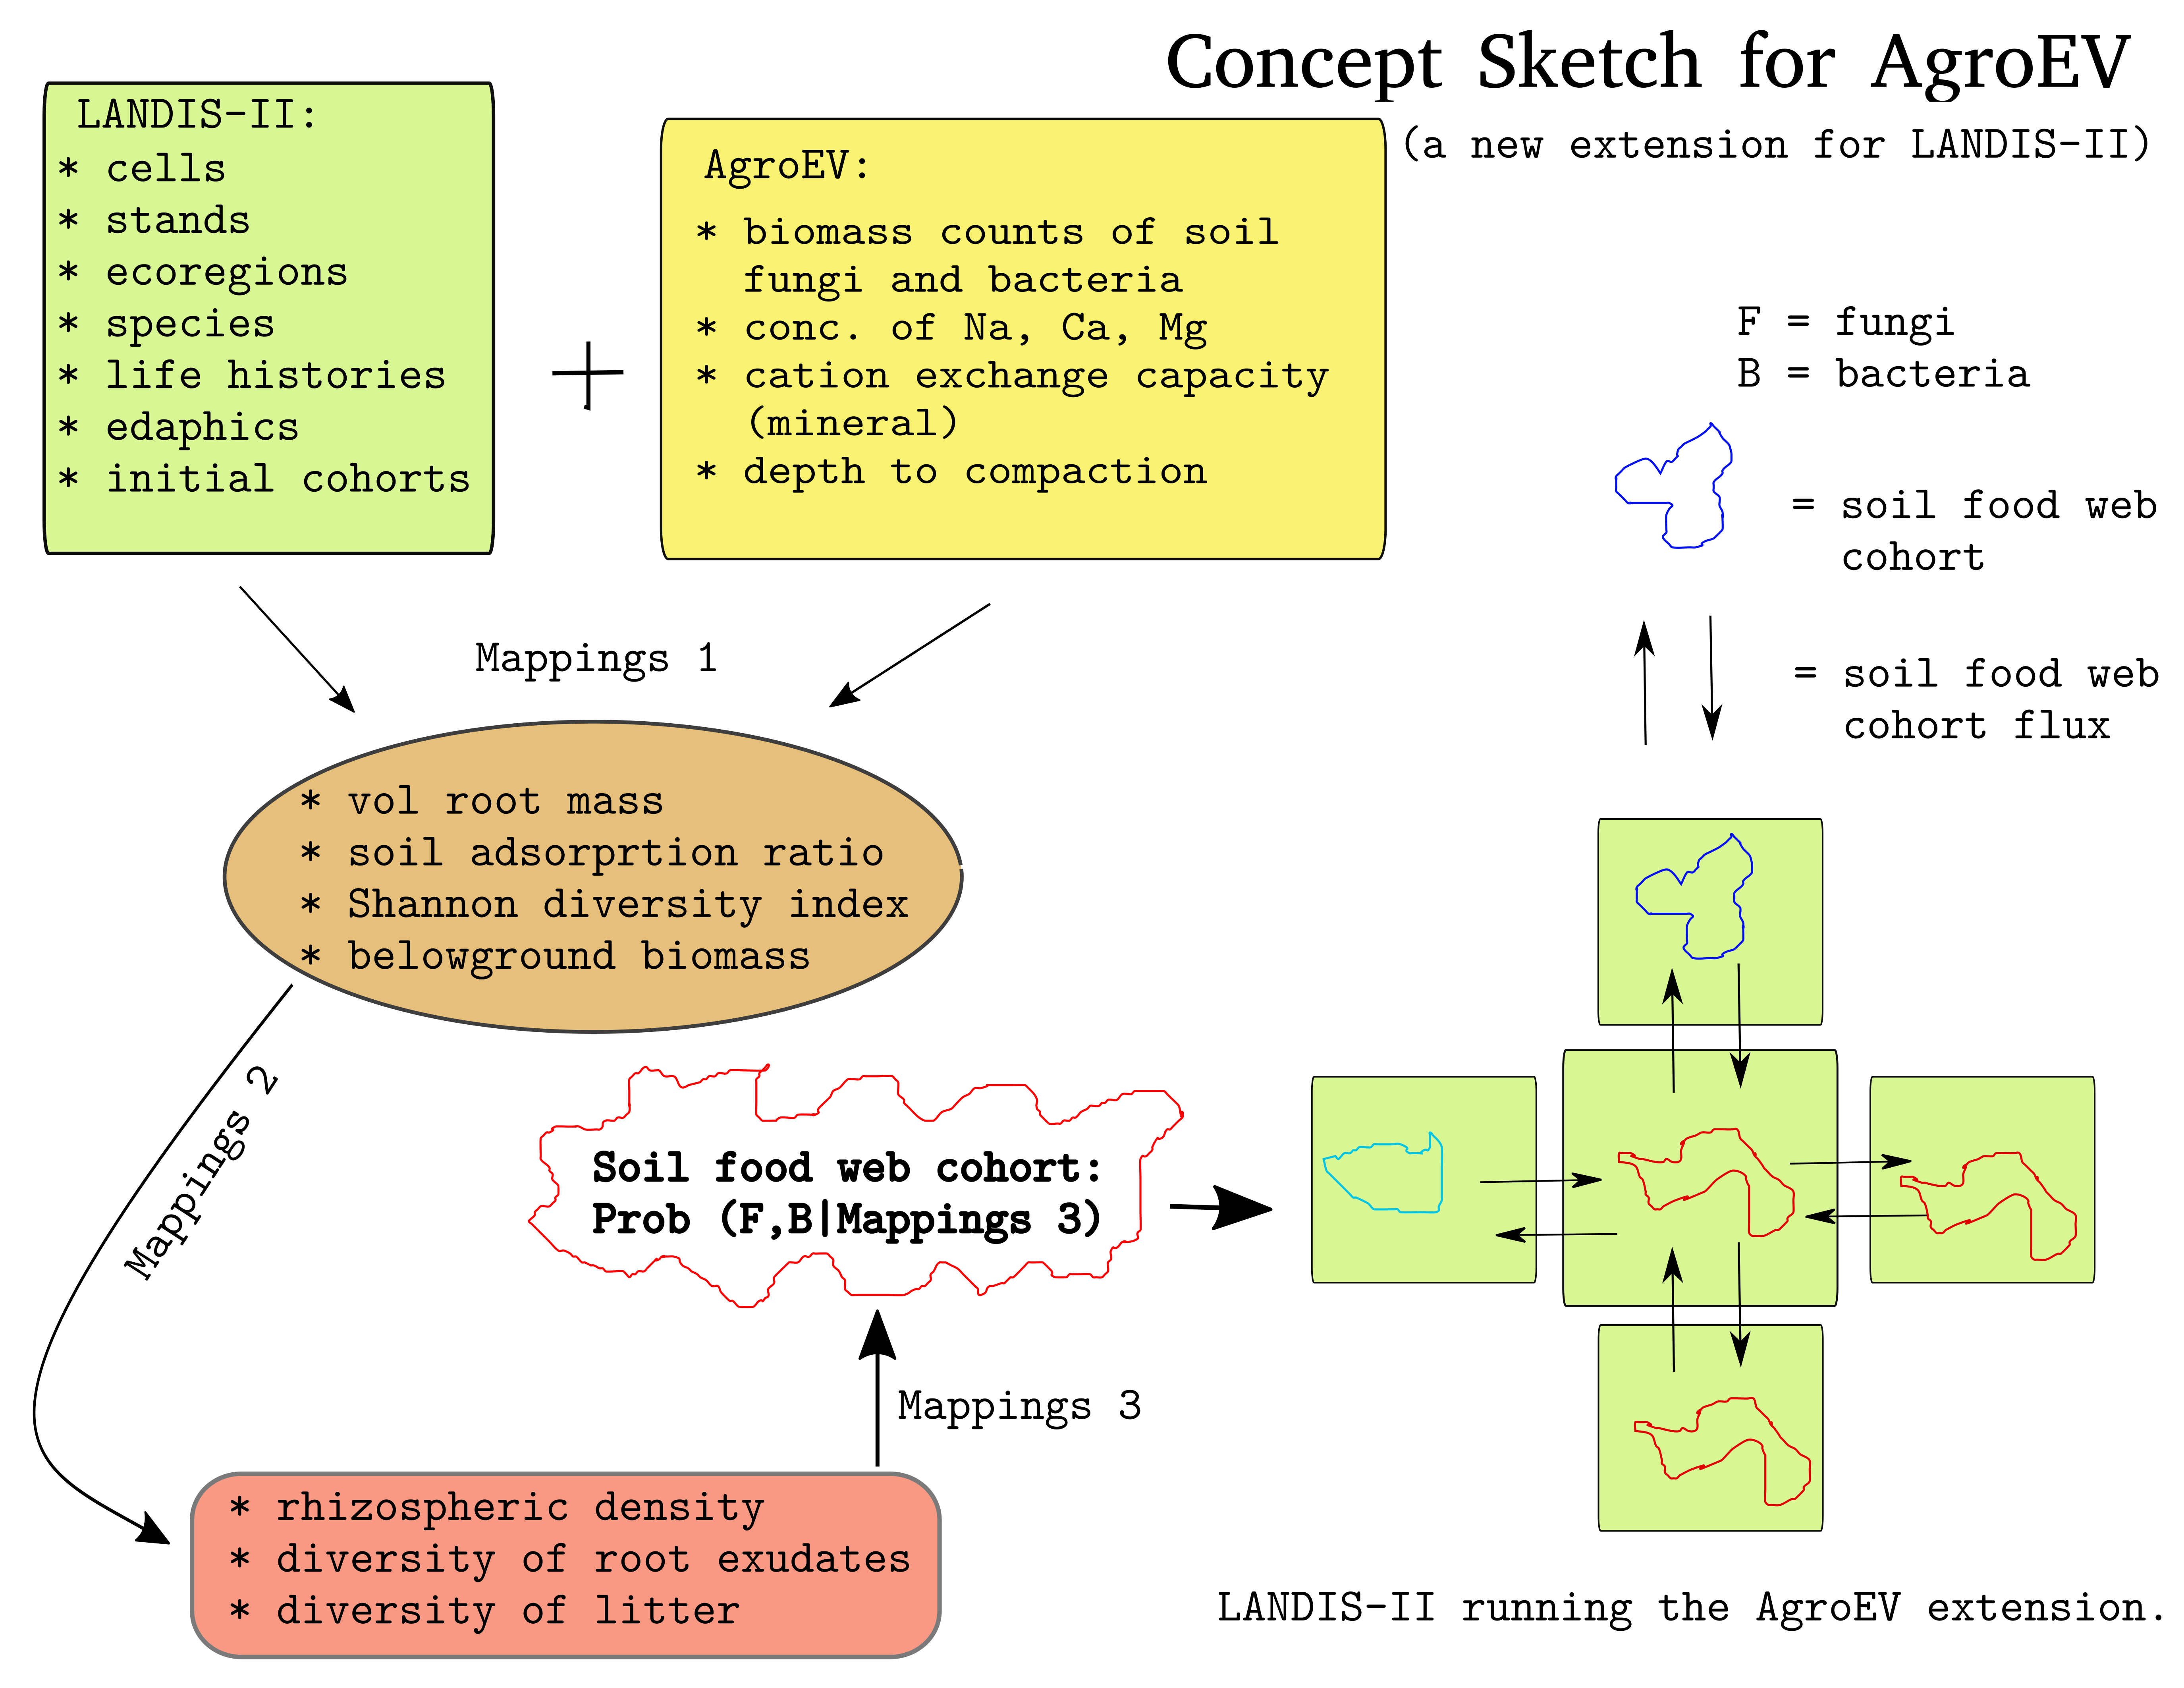 Concept Sketch for AgroEV
(a new extension for LANDIS-II)
LANDIS-II:
* cells
* stands
* ecoregions
* species
* life histories
* edaphics
* initial cohorts
+
AgroEV:
* biomass counts of soil
fungi and bacteria
* conc. of Na, Ca, Mg
* cation exchange capacity
(mineral)
* depth to compaction
F = fungi
B = bacteria
= soil food web
cohort
= soil food web
cohort flux
Mappings 1
* vol root mass
* soil adsorprtion ratio
* Shannon diversity index
* belowground biomass
Mappings 2
Soil food web cohort:
Prob (F,B|Mappings 3)
Mappings 3
* rhizospheric density
* diversity of root exudates
* diversity of litter
LANDIS-II running the AgroEV extension.